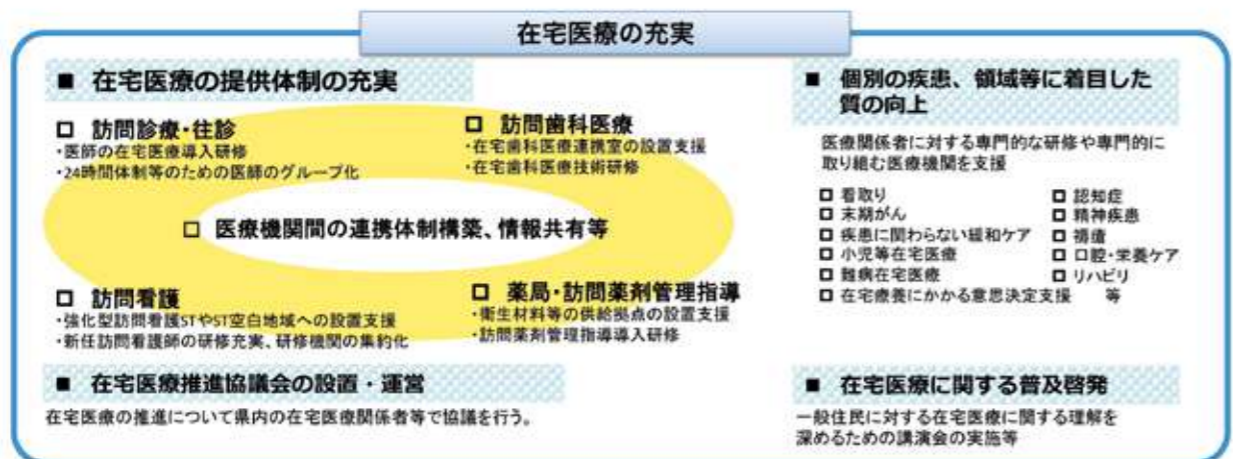 在宅医療の充実
■ 在宅医療の提供体制の充実
□ 訪問診療・往診
・医師の在宅医療導入研修
・24時間体制等のための医師のグループ化
□ 訪問歯科医療
・在宅歯科医療連携室の設置支援
・在宅歯科医療技術研修
□ 医療機関間の連携体制構築、情報共有等
□ 訪問看護
・強化型訪問看護STやST空白地域への設置支援
・新任訪問看護師の研修充実、研修機関の集約化
□ 薬局・訪問薬剤管理指導
・衛生材料等の供給拠点の設置支援
・訪問薬剤管理指導導入研修
■ 個別の疾患、領域等に着目した
質の向上
医療関係者に対する専門的な研修や専門的に
取り組む医療機関を支援
□ 看取り
□ 末期がん
□ 疾患に関わらない緩和ケア
□ 小児等在宅医療
□ 難病在宅医療
□ 在宅療養にかかる意思決定支援 等
□ 認知症
□ 精神疾患
□ 褥瘡
□ 口腔・栄養ケア
□ リハビリ
■ 在宅医療推進協議会の設置・運営
在宅医療の推進について県内の在宅医療関係者等で協議を行う。
■ 在宅医療に関する普及啓発
一般住民に対する在宅医療に関する理解を
深めるための講演会の実施等